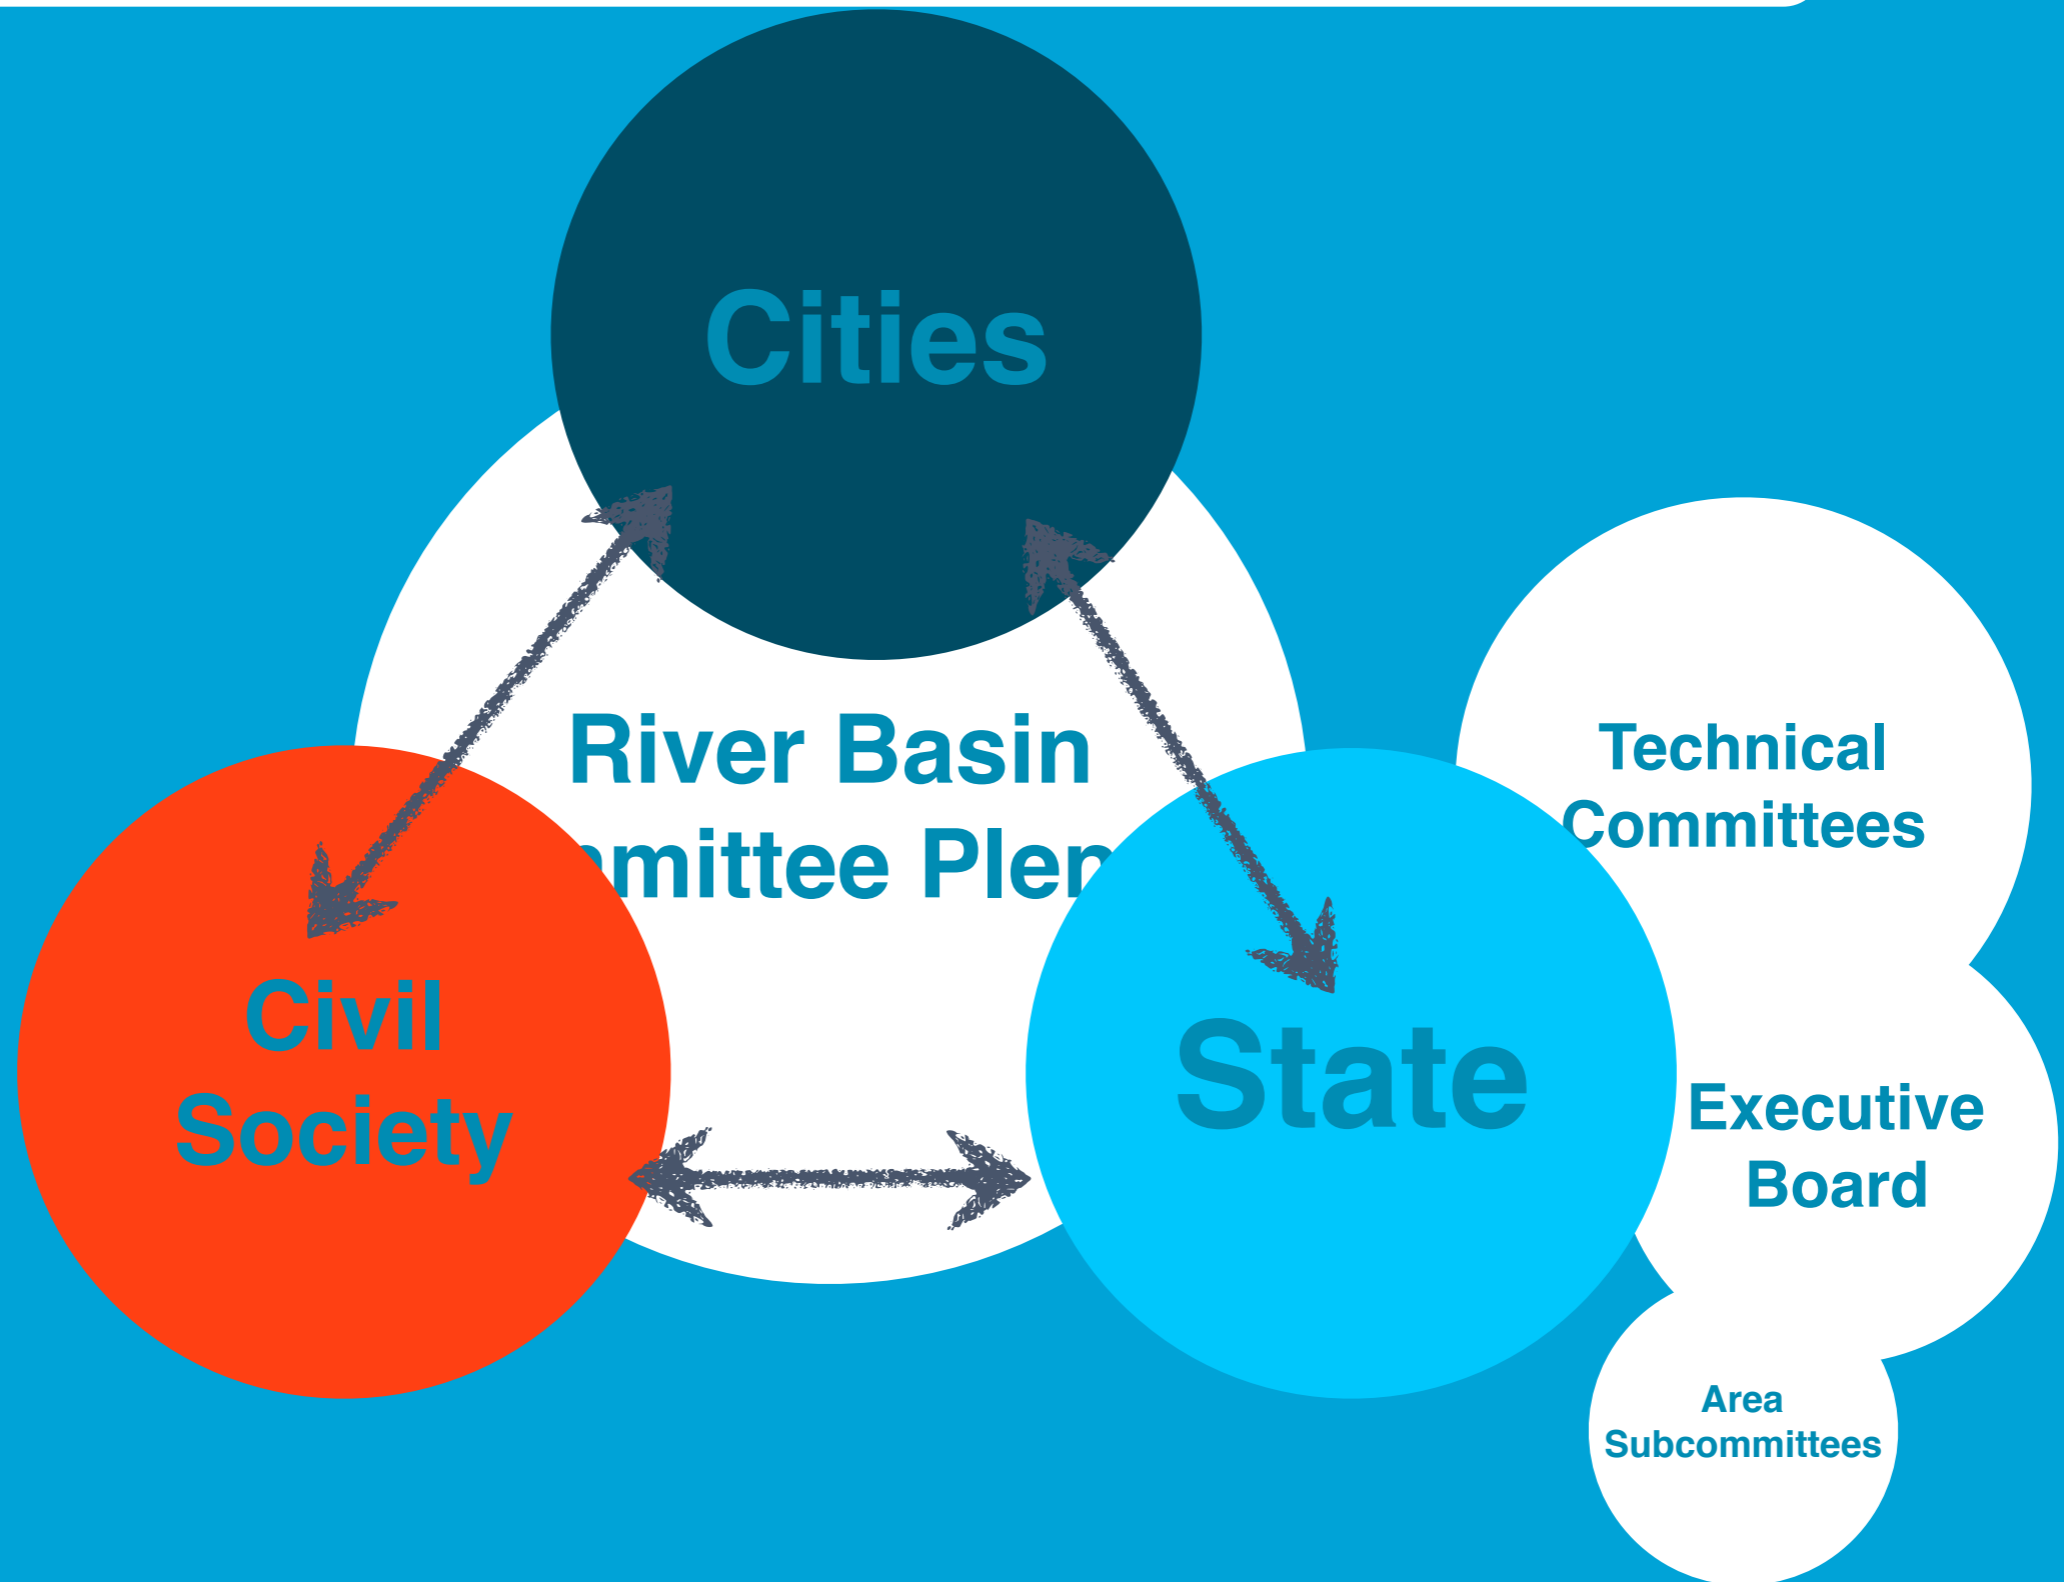 Cities
River Basin
mittee Plen
Technical
Committees
Civil
Society
State
Executive
Board
Area
Subcommittees